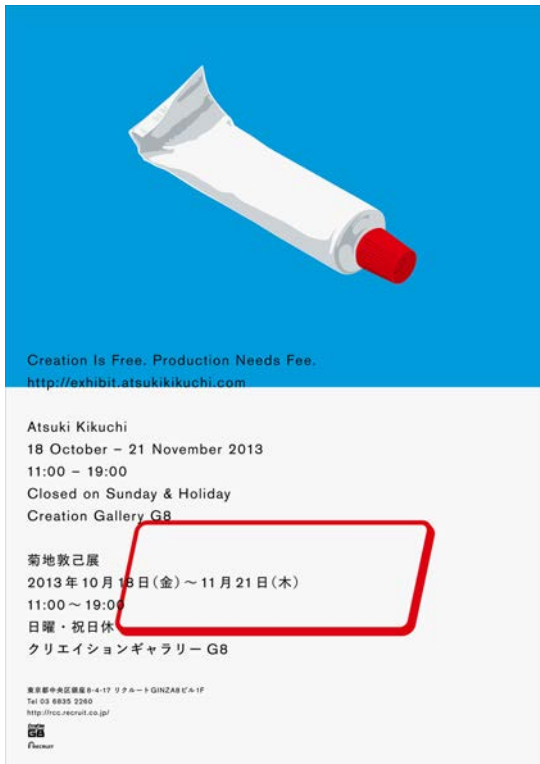 Creation Is Free. Production Needs Fee.
http://exhibit.atsukikikuchi.com
Atsuki Kikuchi
18 October – 21 November 2013
11:00 – 19:00
Closed on Sunday & Holiday
Creation Gallery G8
菊地敦己展
2013年10月18日(金)〜11月21日(木)
11:00〜19:00
日曜・祝日休
クリエイションギャラリーG8
東京都中央区銀座8-4-17 リクルートGINZA8ビル1F
Tel 03 6835 2260
http://rcc.recruit.co.jp/
Creation
G8
RECRUIT